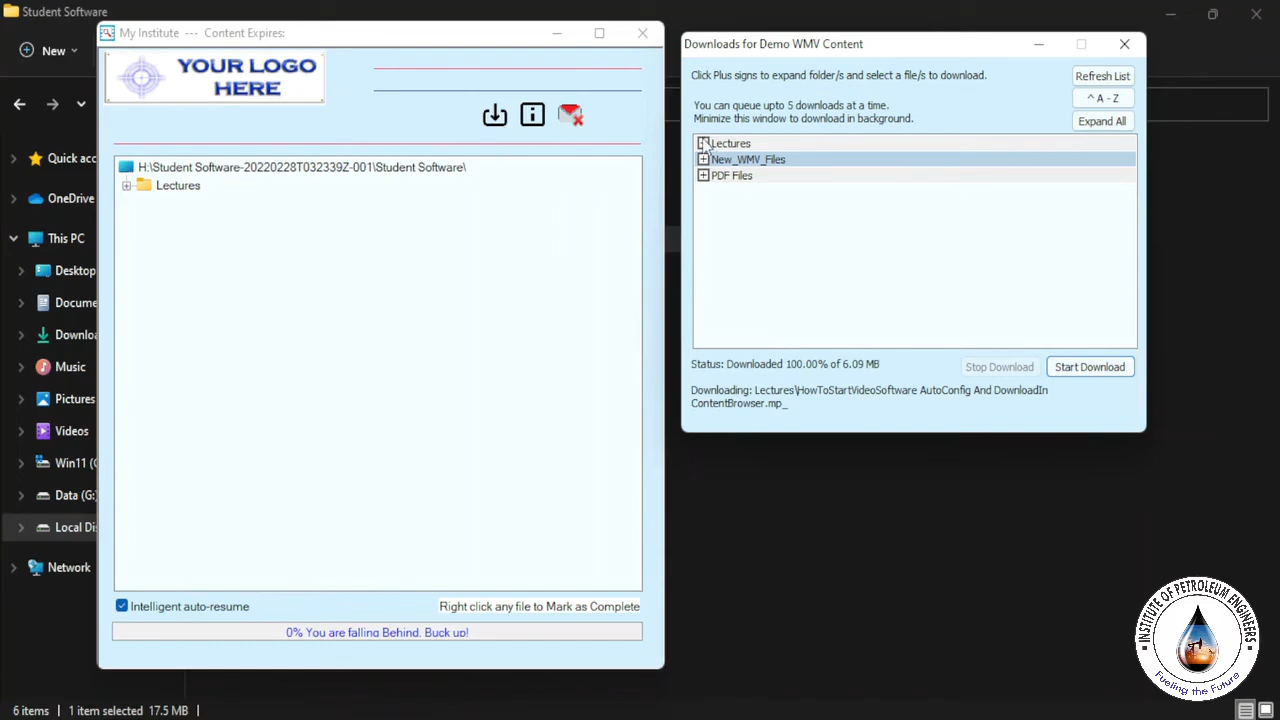 Student Software
New
Quick acc
OneDrive
This PC
Desktop
Docume
Downloa
Music
Pictures
Videos
Win11 (
Data (G:
Local Dis
Network
6 items
1 item selected 17.5 MB
My Institute --- Content Expires:
YOUR LOGO
HERE
H:\Student Software-20220228T032339Z-001\Student Software\
Lectures
Intelligent auto-resume
Right click any file to Mark as Complete
0% You are falling Behind. Buck up!
Downloads for Demo WMV Content
Click Plus signs to expand folder/s and select a file/s to download.
You can queue upto 5 downloads at a time.
Minimize this window to download in background.
Refresh List
^ A - Z
Expand All
Lectures
New_WMV_Files
PDF Files
Status: Downloaded 100.00% of 6.09 MB
Stop Download
Start Download
Downloading: Lectures\HowToStartVideoSoftware AutoConfig And DownloadIn
ContentBrowser.mp_
INSTITUTE OF PETROLEUM ENGINEERS
Fueling the Future